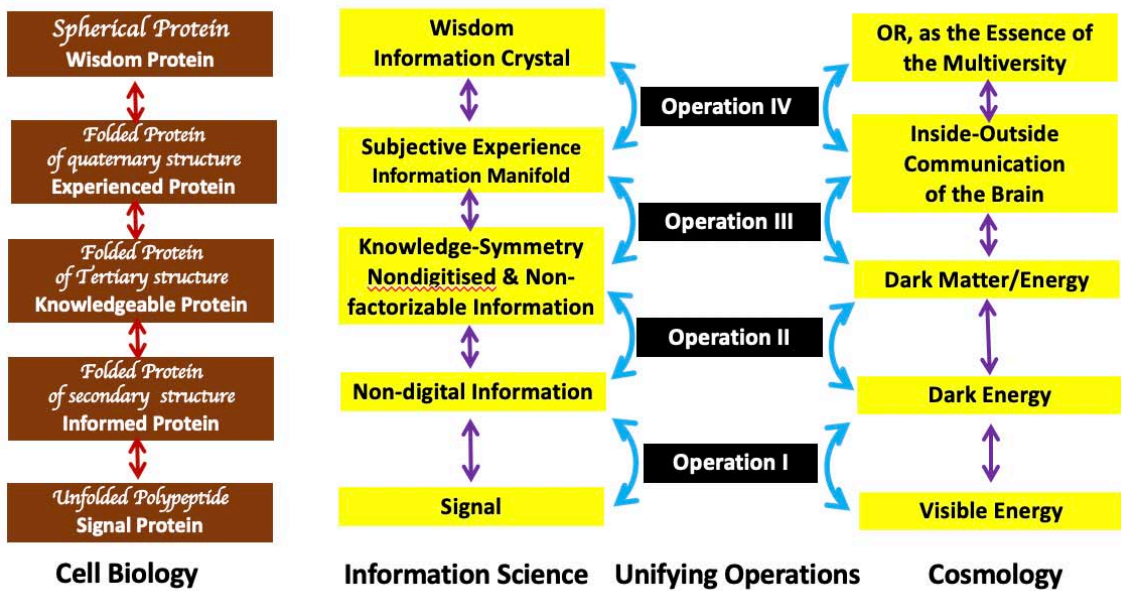 Spherical Protein
Wisdom Protein
Folded Protein
of quaternary structure
Experienced Protein
Folded Protein
of Tertiary structure
Knowledgeable Protein
Folded Protein
of secondary structure
Informed Protein
Unfolded Polypeptide
Signal Protein
Cell Biology
Wisdom
Information Crystal
Subjective Experience
Information Manifold
Knowledge-Symmetry
Nondigitised & Non-
factorizable Information
Non-digital Information
Signal
Information Science
Operation IV
Operation III
Operation II
Operation I
Unifying Operations
OR, as the Essence of
the Multiversity
Inside-Outside
Communication
of the Brain
Dark Matter/Energy
Dark Energy
Visible Energy
Cosmology